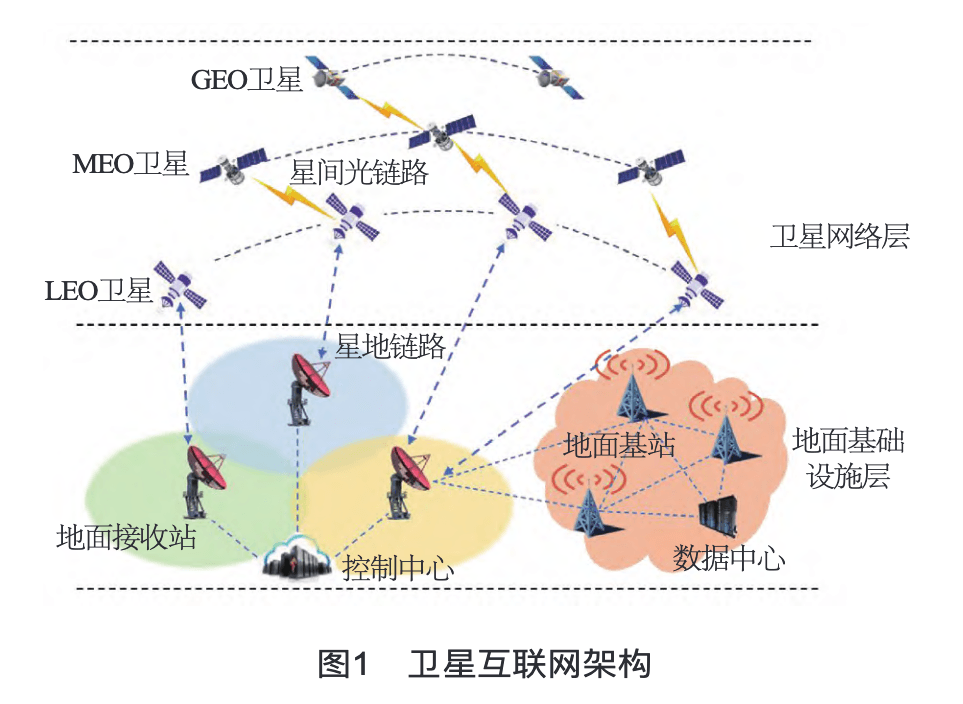 GEO卫星
MEO卫星
星间光链路
卫星网络层
LEO卫星
星地链路
地面基站
地面基础
设施层
地面接收站
控制中心
数据中心
图1 卫星互联网架构